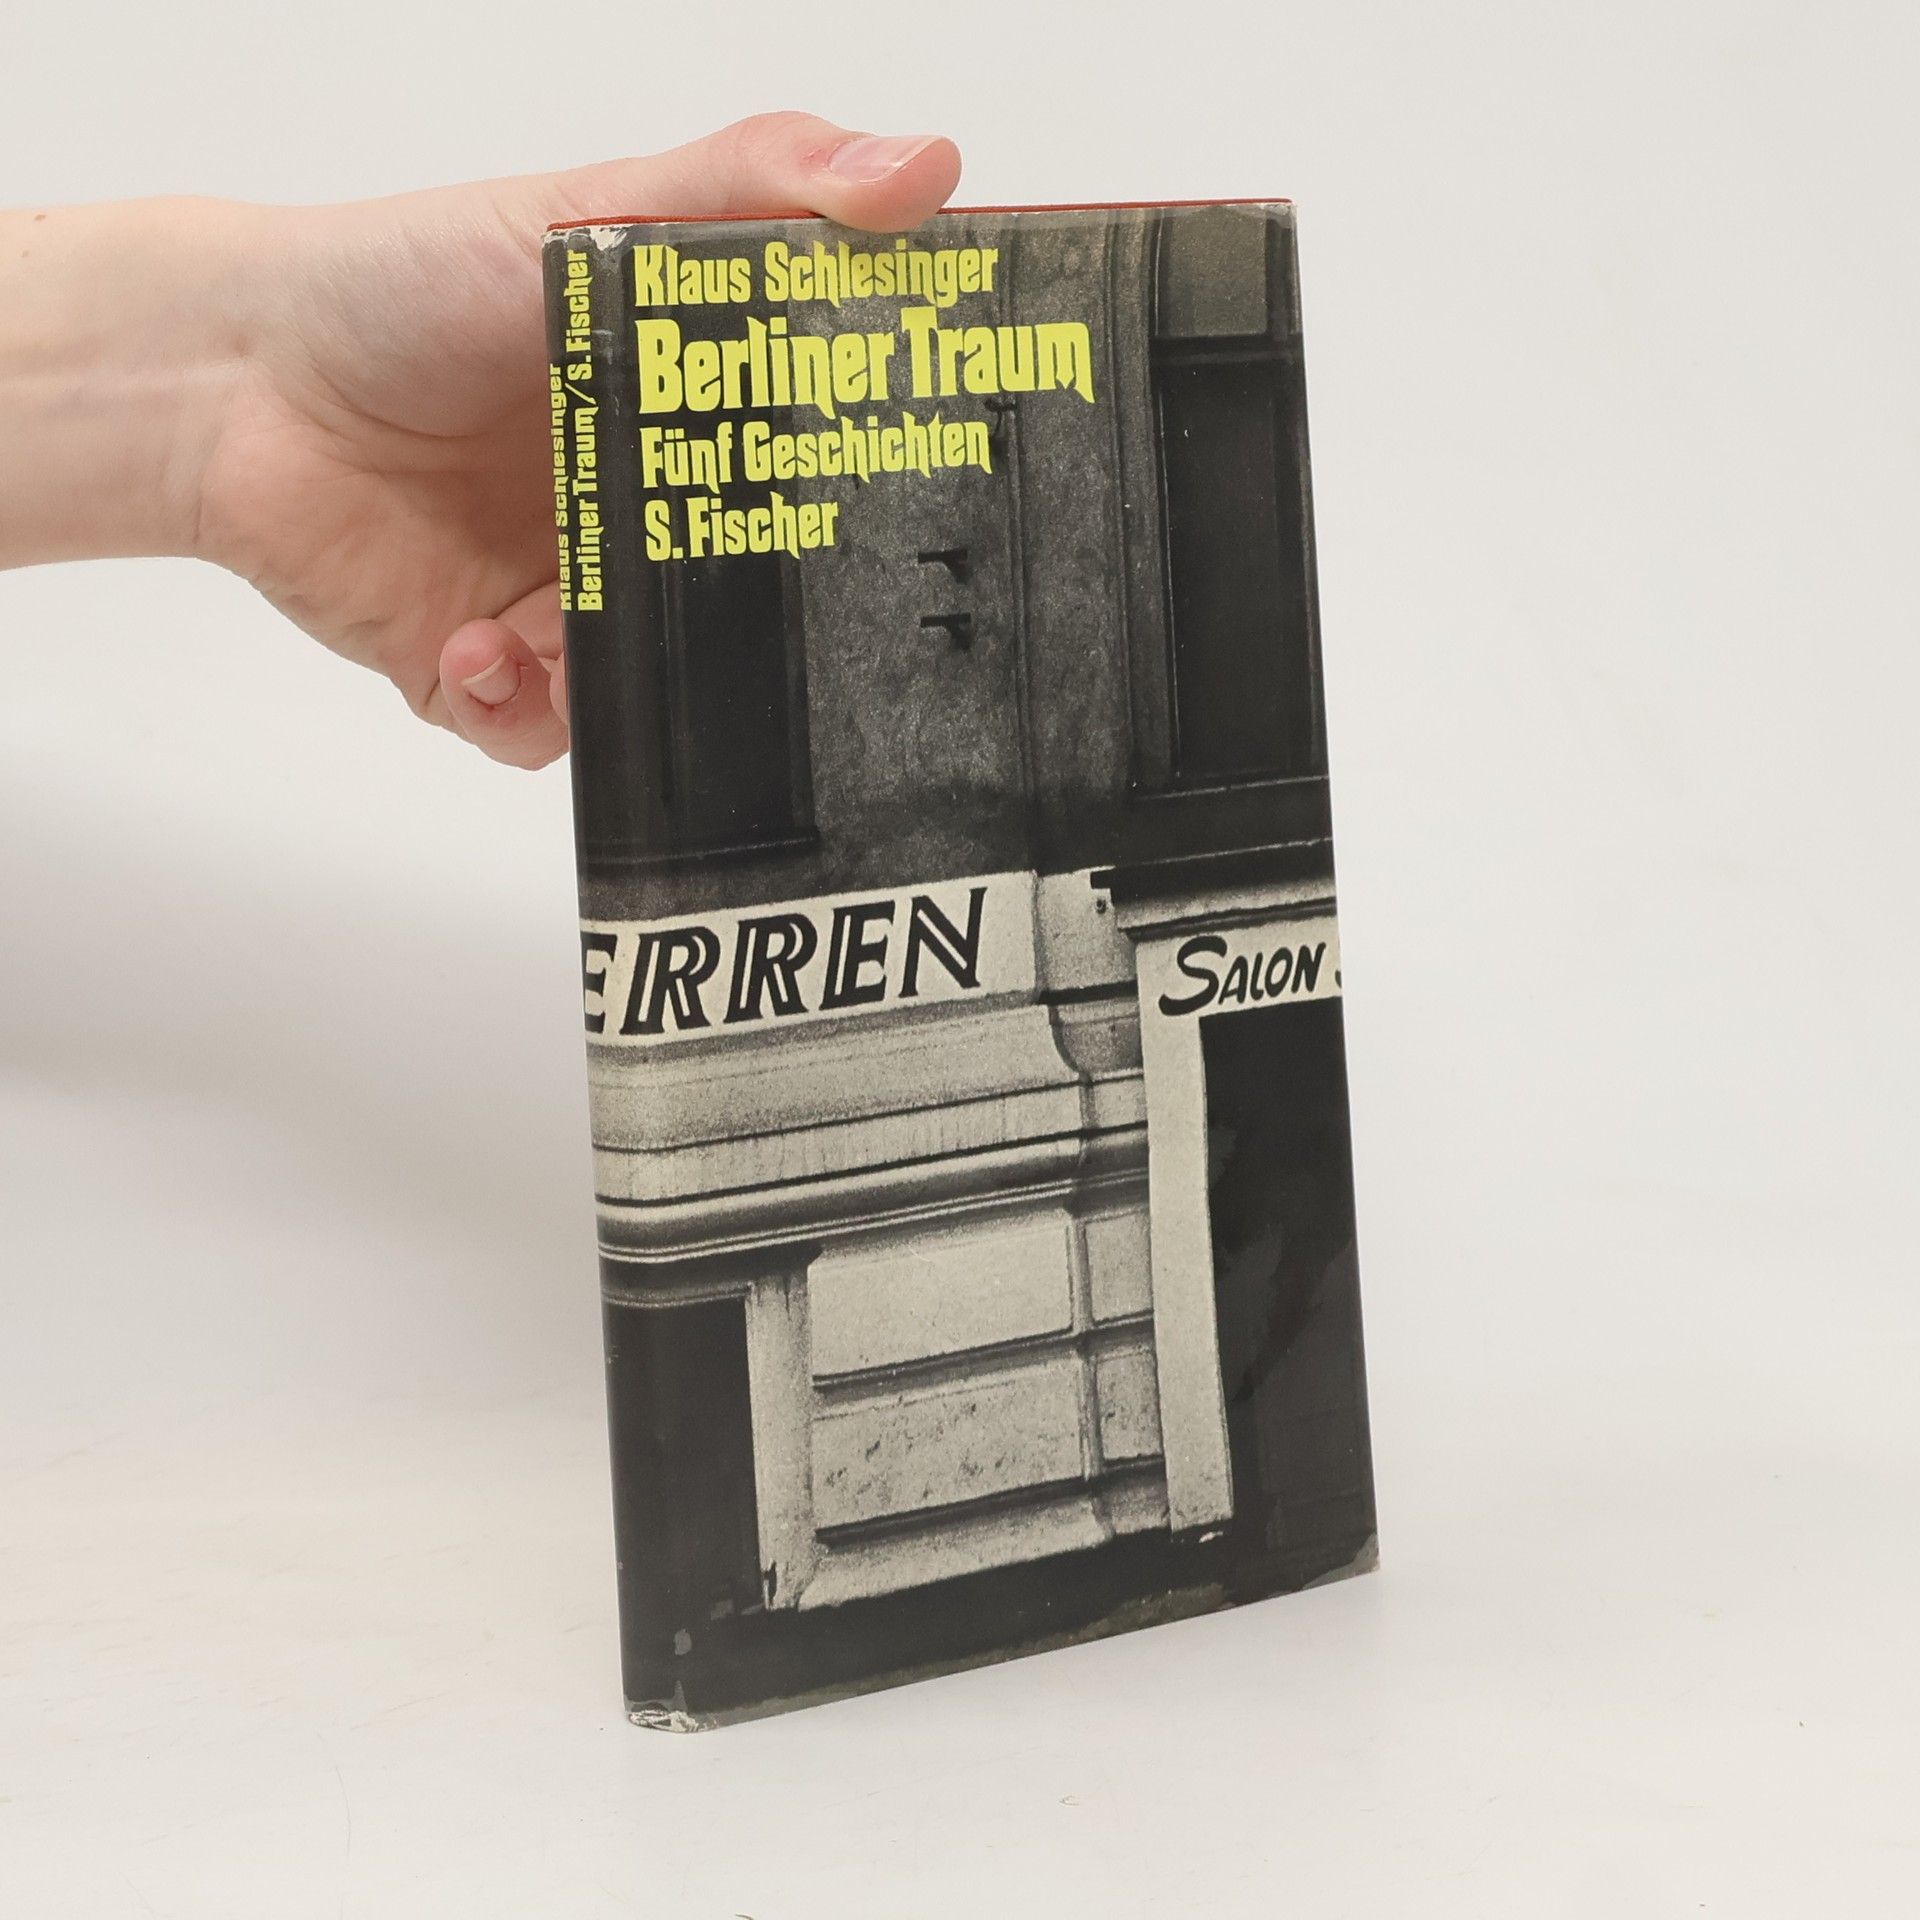 Klaus Schlesinger
Berliner Traum
Fünf Geschichten
S. Fischer
Klaus Schlesinger
Berliner Traum/S. Fischer
ERREN
SALON